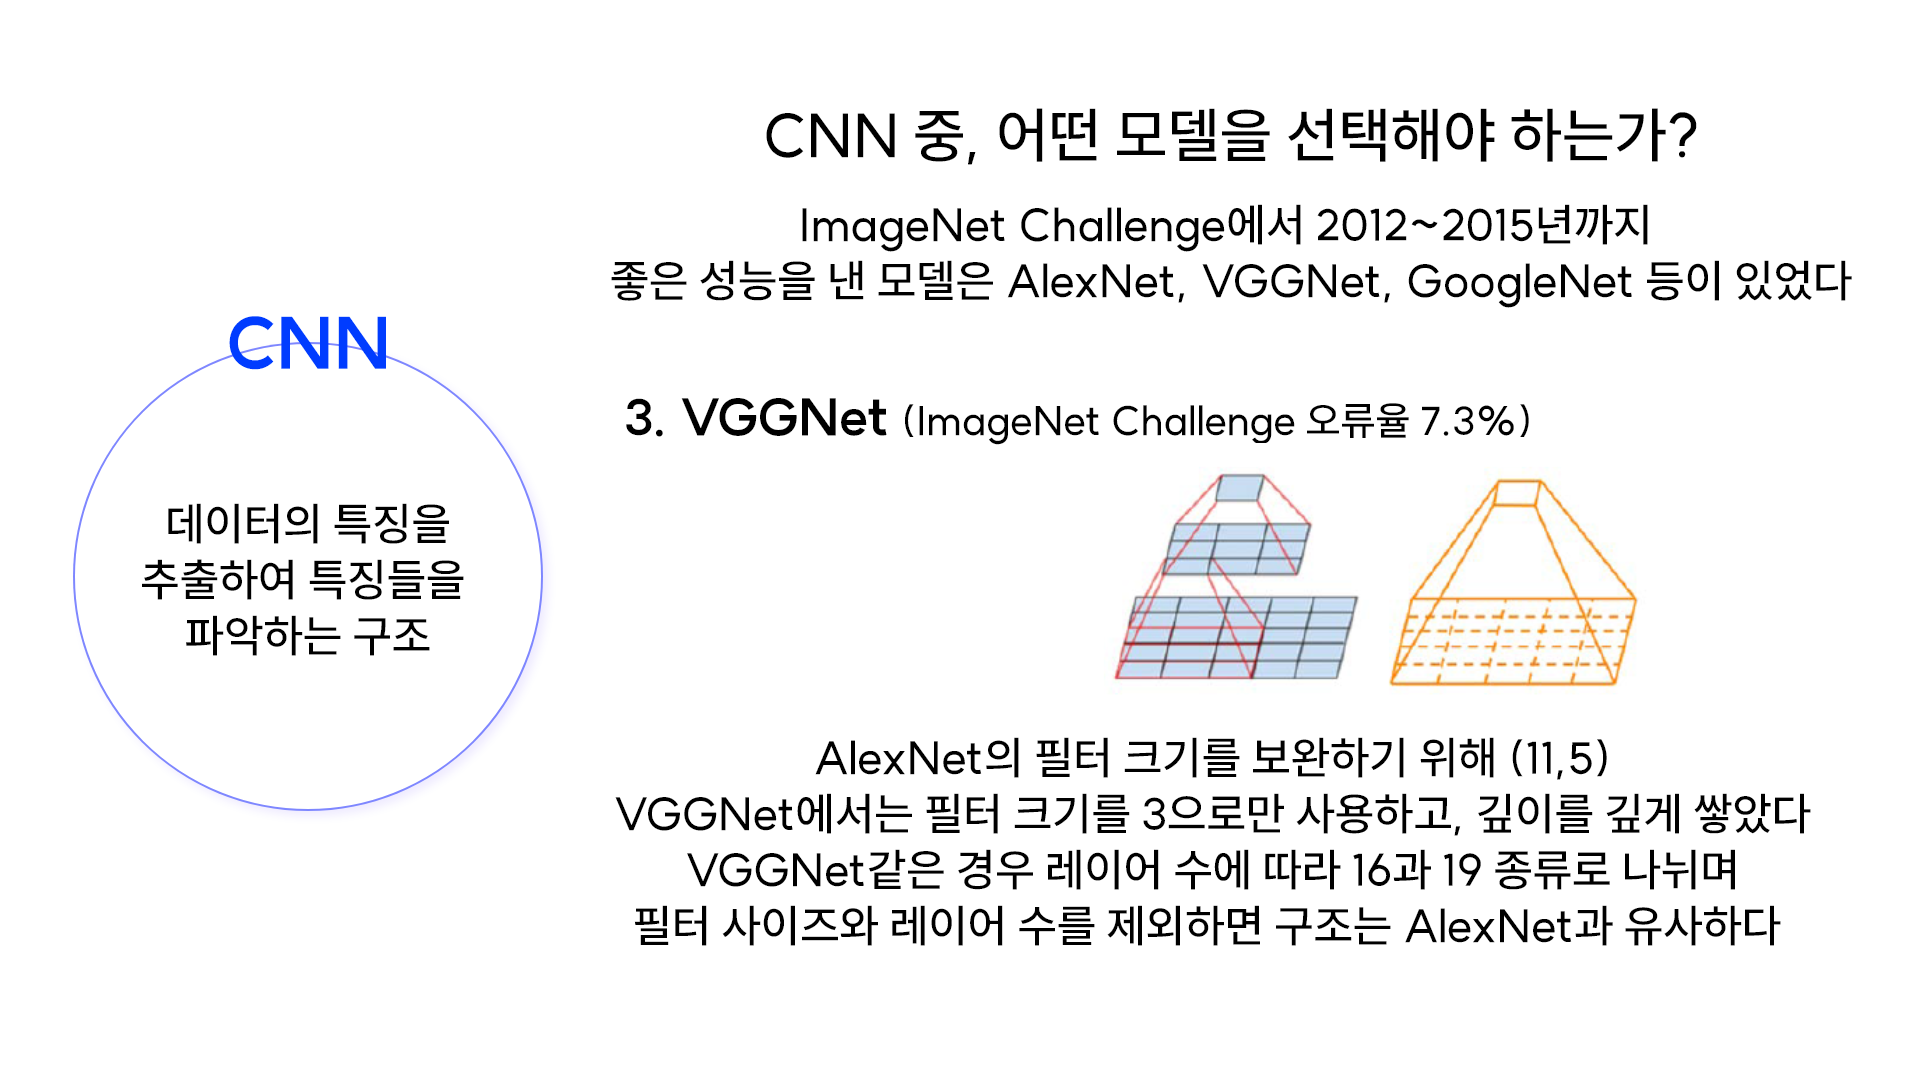 CNN
데이터의 특징을
추출하여 특징들을
파악하는 구조
CNN 중, 어떤 모델을 선택해야 하는가?
ImageNet Challenge에서 2012~2015년까지
좋은 성능을 낸 모델은 AlexNet, VGGNet, GoogleNet 등이 있었다
3. VGGNet (ImageNet Challenge 오류율 7.3%)
AlexNet의 필터 크기를 보완하기 위해 (11,5)
VGGNet에서는 필터 크기를 3으로만 사용하고, 깊이를 깊게 쌓았다
VGGNet같은 경우 레이어 수에 따라 16과 19 종류로 나뉘며
필터 사이즈와 레이어 수를 제외하면 구조는 AlexNet과 유사하다